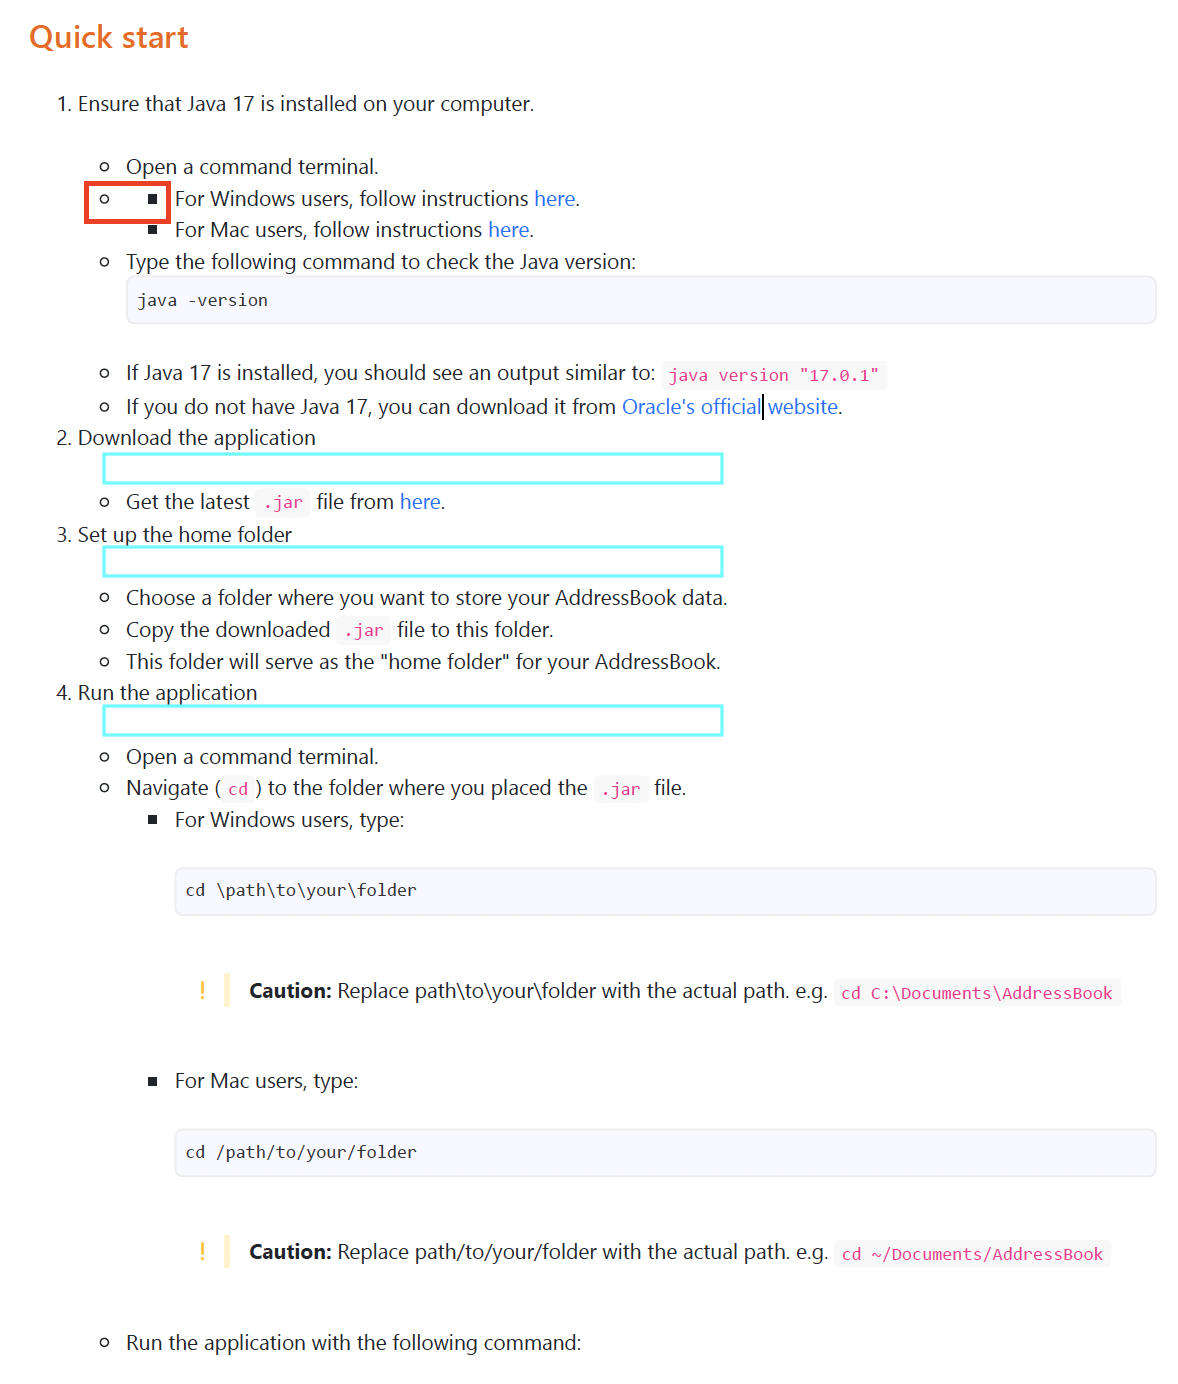 Quick start
1. Ensure that Java 17 is installed on your computer.
Open a command terminal.
For Windows users, follow instructions here.
For Mac users, follow instructions here.
Type the following command to check the Java version:
java -version
If Java 17 is installed, you should see an output similar to: java version "17.0.1"
If you do not have Java 17, you can download it from Oracle's official website.
2. Download the application
Get the latest .jar file from here.
3. Set up the home folder
Choose a folder where you want to store your AddressBook data.
Copy the downloaded .jar file to this folder.
This folder will serve as the "home folder" for your AddressBook.
4. Run the application
Open a command terminal.
Navigate ( cd ) to the folder where you placed the .jar file.
For Windows users, type:
cd \path\to\your\folder
! Caution: Replace path\to\your\folder with the actual path. e.g. cd C:\Documents\AddressBook
For Mac users, type:
cd /path/to/your/folder
! Caution: Replace path/to/your/folder with the actual path. e.g. cd ~/Documents/AddressBook
Run the application with the following command: